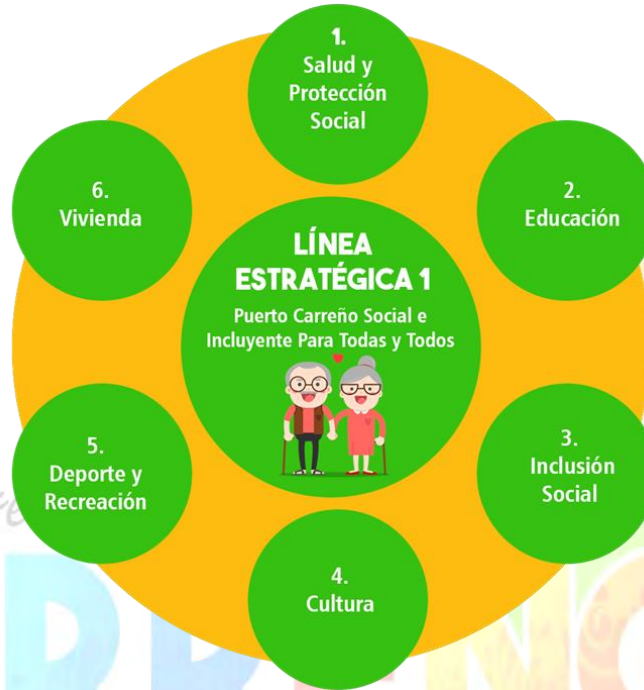 1.
Salud y
Protección
Social
2.
Educación
3.
Inclusión
Social
4.
Cultura
5.
Deporte y
Recreación
6.
Vivienda
LÍNEA
ESTRATÉGICA 1
Puerto Carreño Social e
Incluyente Para Todas y Todos